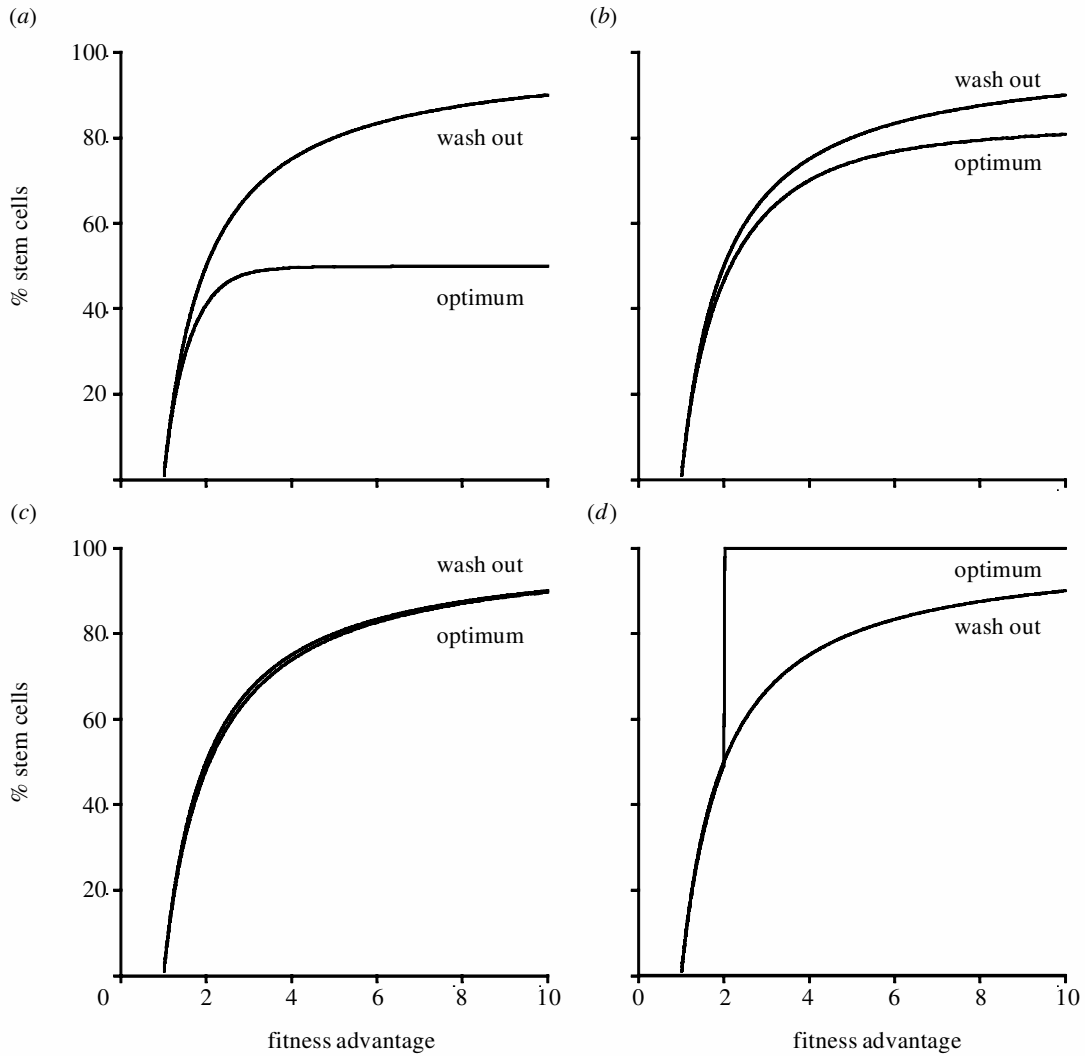 (a)
(b)
100
80
60
40
20
% stem cells
wash out
optimum
wash out
optimum
(c)
(d)
100
80
60
40
20
0
2
4
6
8
10
% stem cells
fitness advantage
wash out
optimum
optimum
wash out
0
2
4
6
8
10
fitness advantage